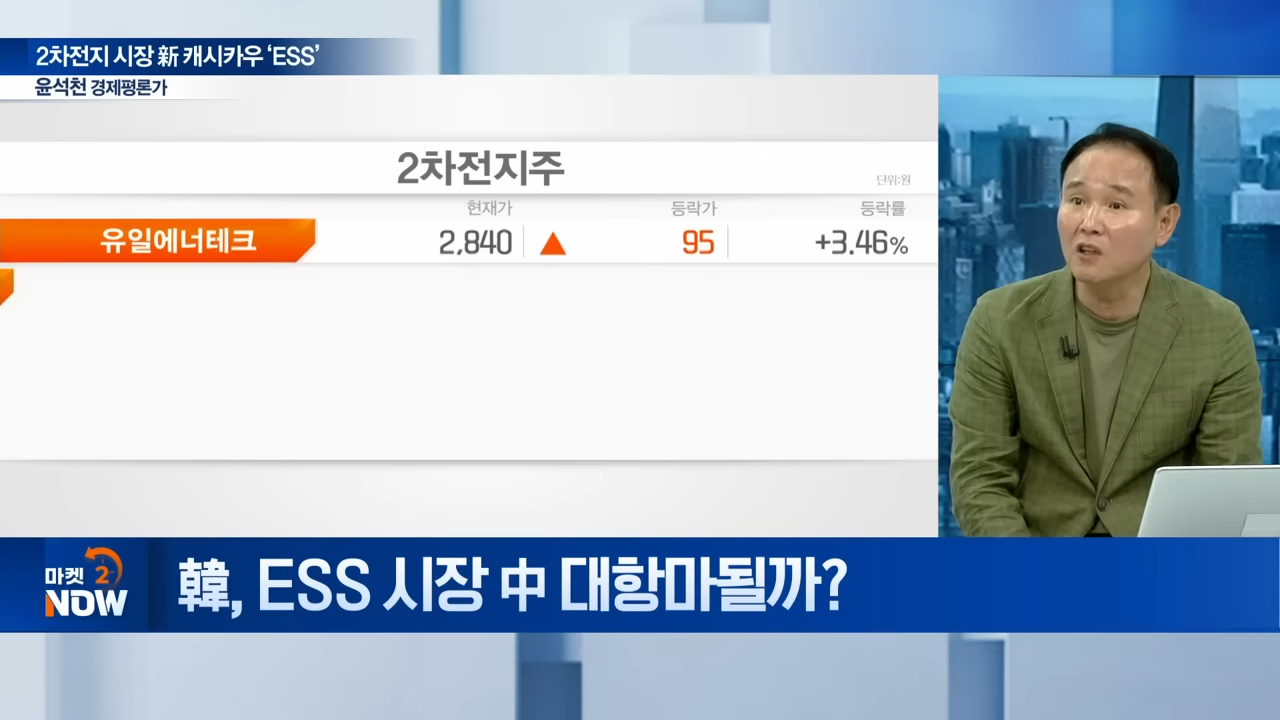 2차전지 시장 新 캐시카우 ‘ESS’
윤석천 경제평론가
2차전지주
단위:원
현재가 등락가 등락률
유일에너테크 2,840 ▲ 95 +3.46%
마켓 2
NOW
韓, ESS 시장 中 대항마될까?